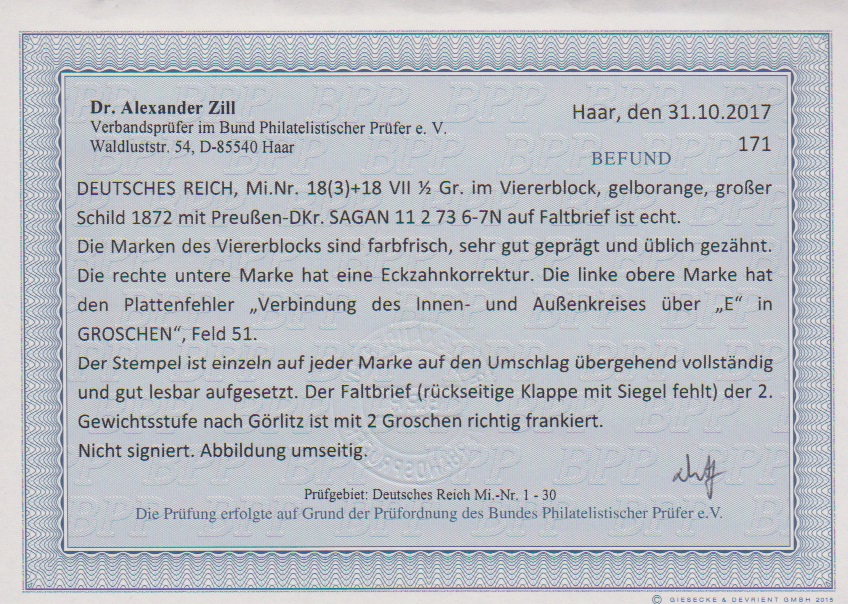 Dr. Alexander Zill
Verbandsprüfer im Bund Philatelistischer Prüfer e. V.
Waldluststr. 54, D-85540 Haar
Haar, den 31.10.2017
171
BEFUND
DEUTSCHES REICH, Mi.Nr. 18(3)+18 VII ½ Gr. im Viererblock, gelborange, großer
Schild 1872 mit Preußen-DKr. SAGAN 11 2 73 6-7N auf Faltbrief ist echt.
Die Marken des Viererblocks sind farbfrisch, sehr gut geprägt und üblich gezähnt.
Die rechte untere Marke hat eine Eckzahnkorrektur. Die linke obere Marke hat
den Plattenfehler „Verbindung des Innen- und Außenkreises über „E“ in
GROSCHEN“, Feld 51.
Der Stempel ist einzeln auf jeder Marke auf den Umschlag übergehend vollständig
und gut lesbar aufgesetzt. Der Faltbrief (rückseitige Klappe mit Siegel fehlt) der 2.
Gewichtsstufe nach Görlitz ist mit 2 Groschen richtig frankiert.
Nicht signiert. Abbildung umseitig.
Prüfgebiet: Deutsches Reich Mi.-Nr. 1 - 30
Die Prüfung erfolgte auf Grund der Prüfordnung des Bundes Philatelistischer Prüfer e.V.
© GIESECKE & DEVRIENT GMBH 2015